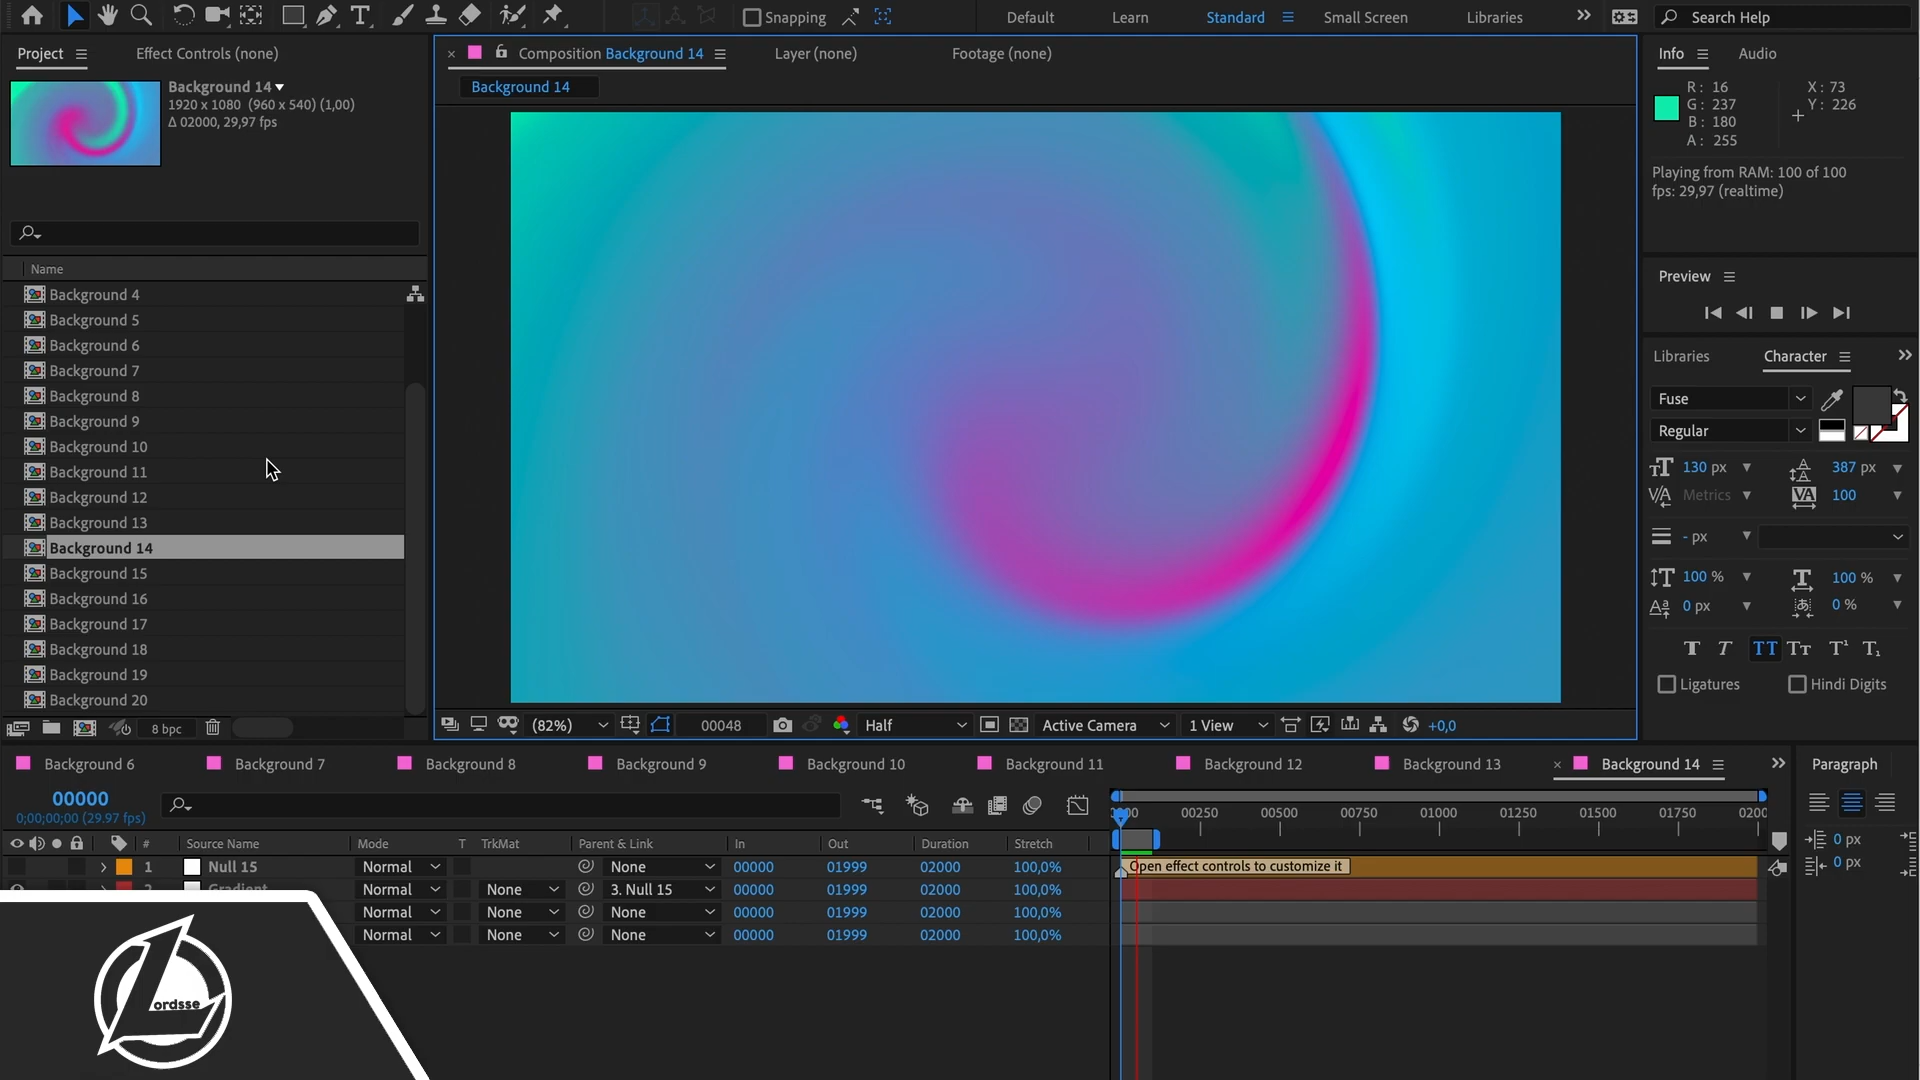 Snapping
Default
Learn
Standard
Small Screen
Libraries
Search Help
Project
Effect Controls (none)
Composition Background 14
Layer (none)
Footage (none)
Info
Audio
Background 14
1920 x 1080 (960 x 540) (1,00)
Δ 02000, 29,97 fps
Background 14
R: 16
G: 237
B: 180
A: 255
X: 73
Y: 226
Playing from RAM: 100 of 100
fps: 29,97 (realtime)
Name
Background 4
Background 5
Background 6
Background 7
Background 8
Background 9
Background 10
Background 11
Background 12
Background 13
Background 14
Background 15
Background 16
Background 17
Background 18
Background 19
Background 20
8 bpc
Preview
Libraries
Character
Fuse
Regular
130 px
387 px
Metrics
100
- px
100 %
100 %
0 px
0 %
Ligatures
Hindi Digits
(82%)
00048
Half
Active Camera
1 View
+0,0
Background 6
Background 7
Background 8
Background 9
Background 10
Background 11
Background 12
Background 13
Background 14
Paragraph
00000
0;00;00;00 (29.97 fps)
00250
00500
00750
01000
01250
01500
01750
0 px
0 px
#
Source Name
Mode
T
TrkMat
Parent & Link
In
Out
Duration
Stretch
1
Null 15
Normal
None
00000
01999
02000
100,0%
Open effect controls to customize it
2
Gradient
Normal
None
3. Null 15
00000
01999
02000
100,0%
Normal
None
None
00000
01999
02000
100,0%
Normal
None
None
00000
01999
02000
100,0%
Lordsse